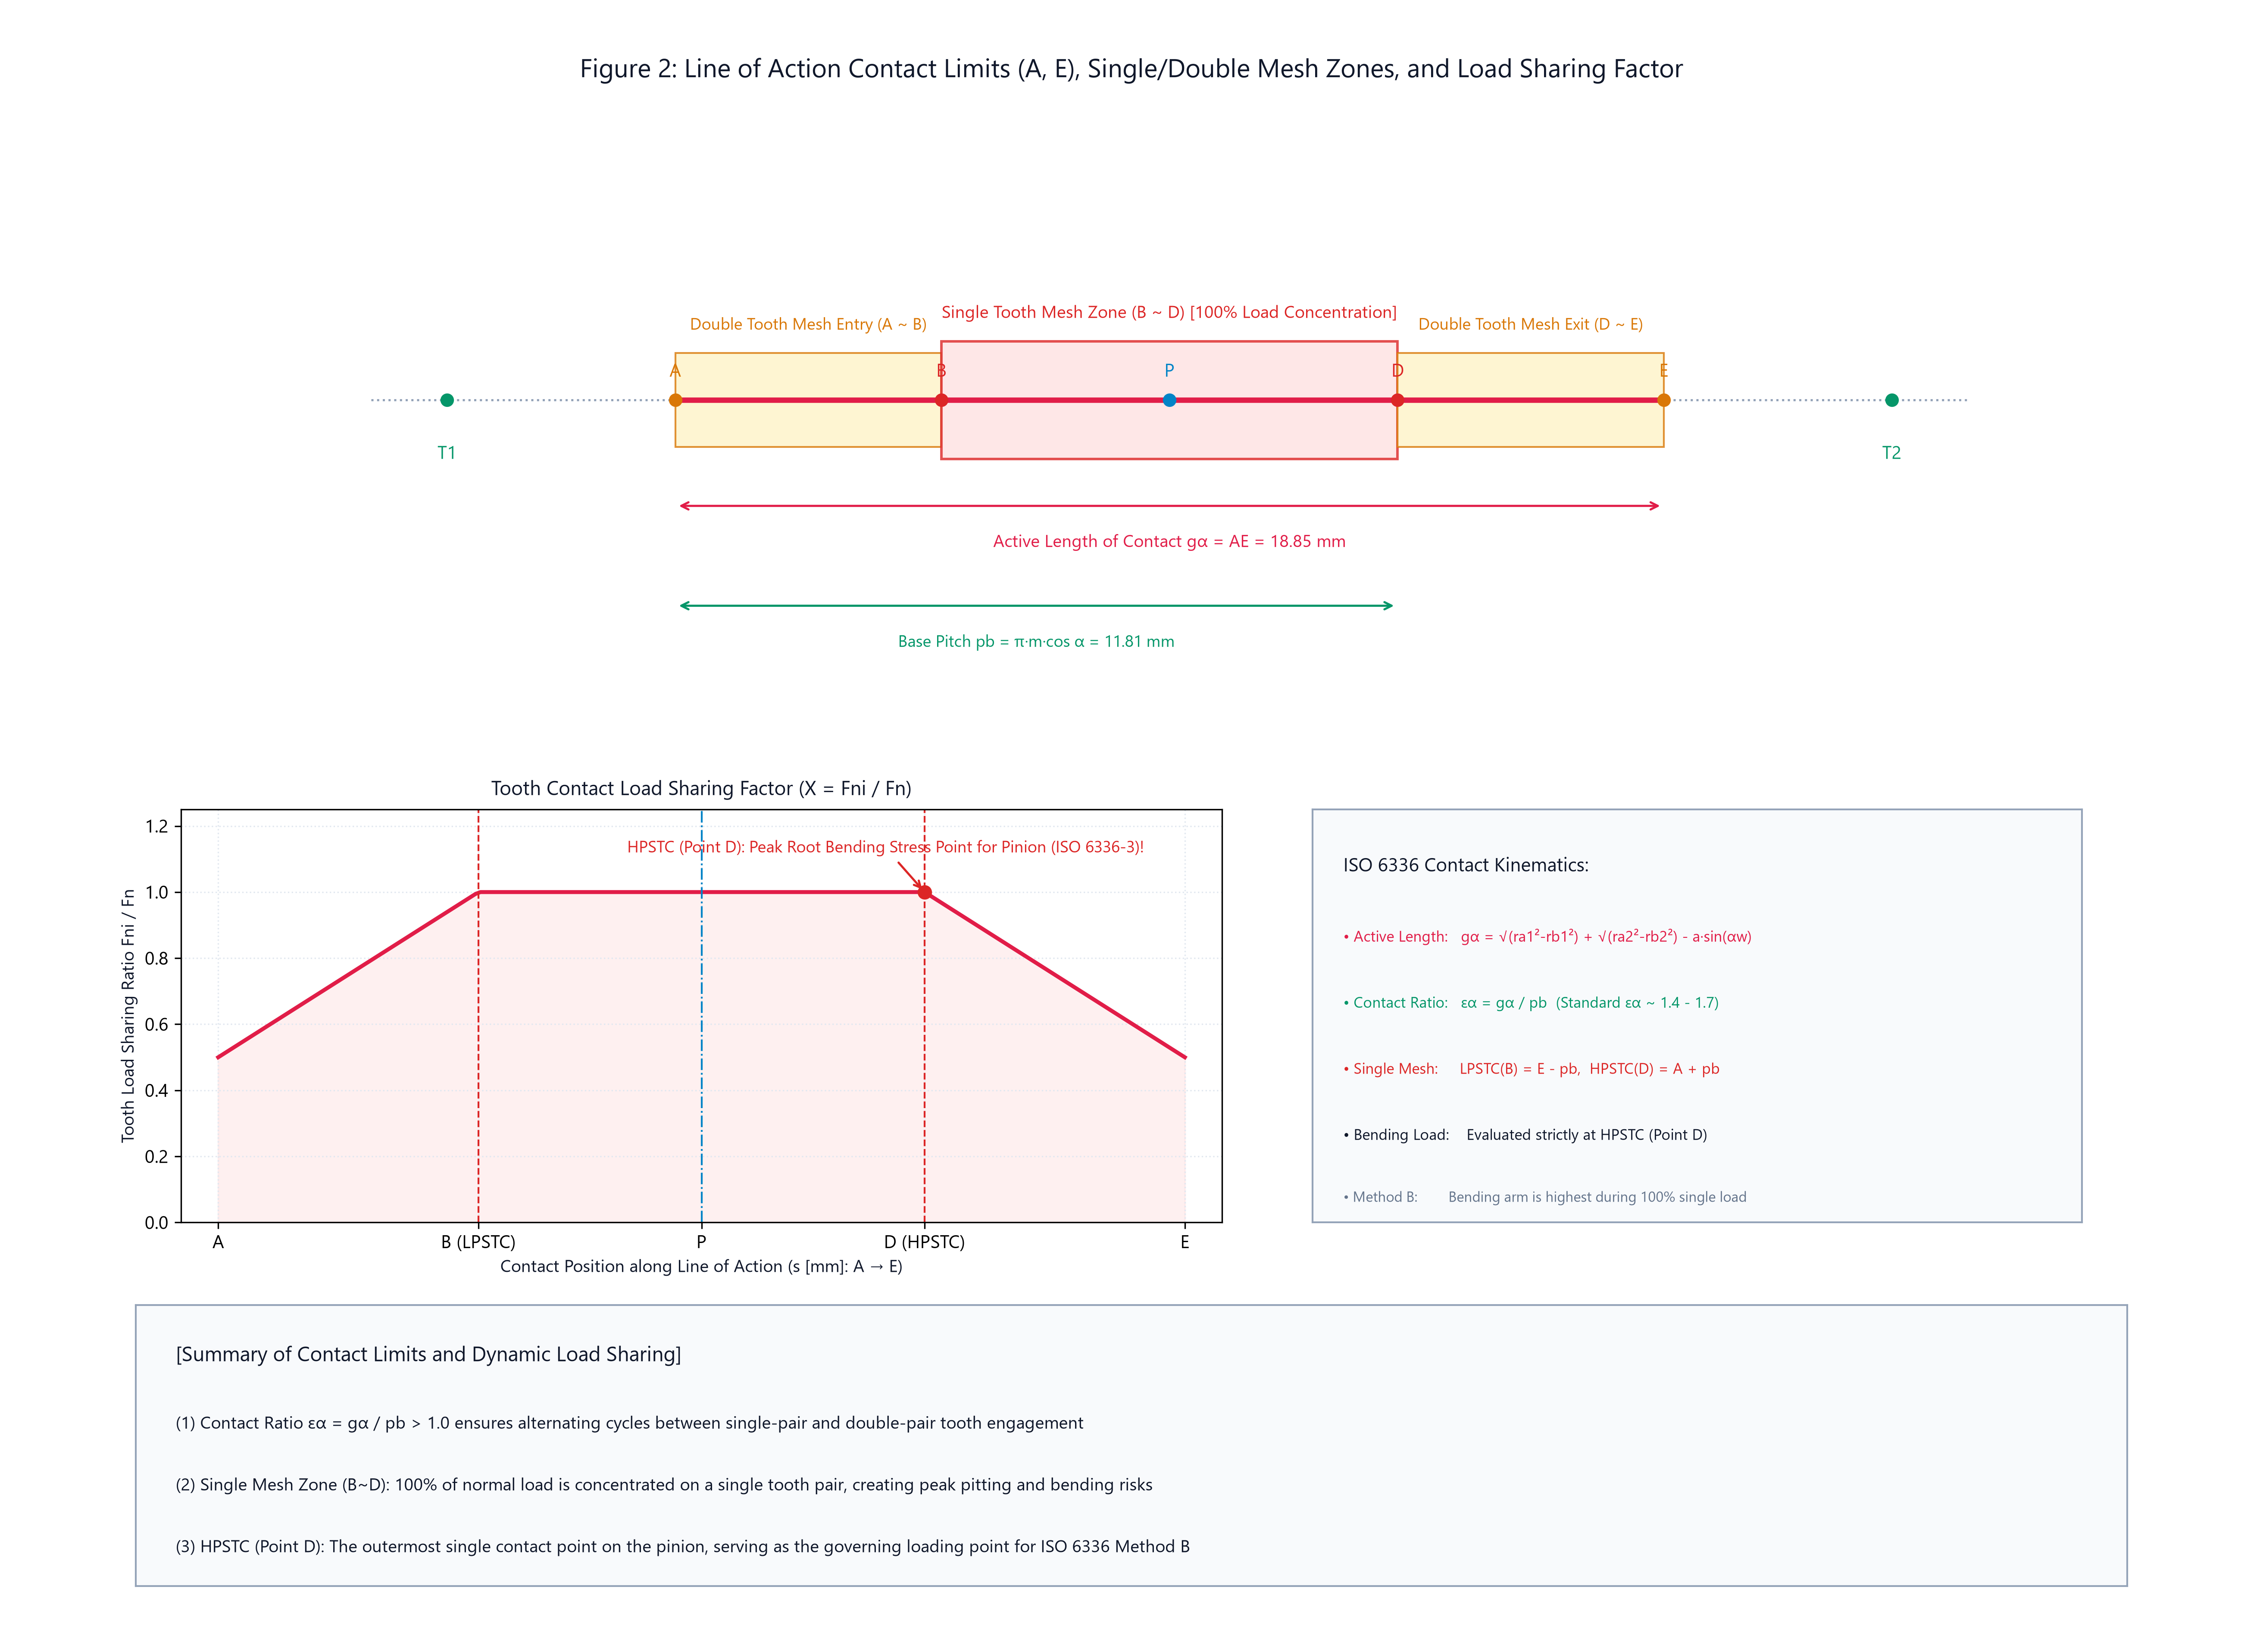 Figure 2: Line of Action Contact Limits (A, E), Single/Double Mesh Zones, and Load Sharing Factor
Single Tooth Mesh Zone (B ~ D) [100% Load Concentration]
Double Tooth Mesh Entry (A ~ B)
Double Tooth Mesh Exit (D ~ E)
A
B
P
D
E
T1
T2
Active Length of Contact gα = AE = 18.85 mm
Base Pitch pb = π·m·cos α = 11.81 mm
Tooth Contact Load Sharing Factor (X = Fni / Fn)
HPSTC (Point D): Peak Root Bending Stress Point for Pinion (ISO 6336-3)!
Tooth Load Sharing Ratio Fni / Fn
1.2
1.0
0.8
0.6
0.4
0.2
0.0
A
B (LPSTC)
P
D (HPSTC)
E
Contact Position along Line of Action (s [mm]: A → E)
ISO 6336 Contact Kinematics:
• Active Length: gα = √(ra1²-rb1²) + √(ra2²-rb2²) - a·sin(αw)
• Contact Ratio: εα = gα / pb (Standard εα ~ 1.4 - 1.7)
• Single Mesh: LPSTC(B) = E - pb, HPSTC(D) = A + pb
• Bending Load: Evaluated strictly at HPSTC (Point D)
• Method B: Bending arm is highest during 100% single load
[Summary of Contact Limits and Dynamic Load Sharing]
(1) Contact Ratio εα = gα / pb > 1.0 ensures alternating cycles between single-pair and double-pair tooth engagement
(2) Single Mesh Zone (B~D): 100% of normal load is concentrated on a single tooth pair, creating peak pitting and bending risks
(3) HPSTC (Point D): The outermost single contact point on the pinion, serving as the governing loading point for ISO 6336 Method B